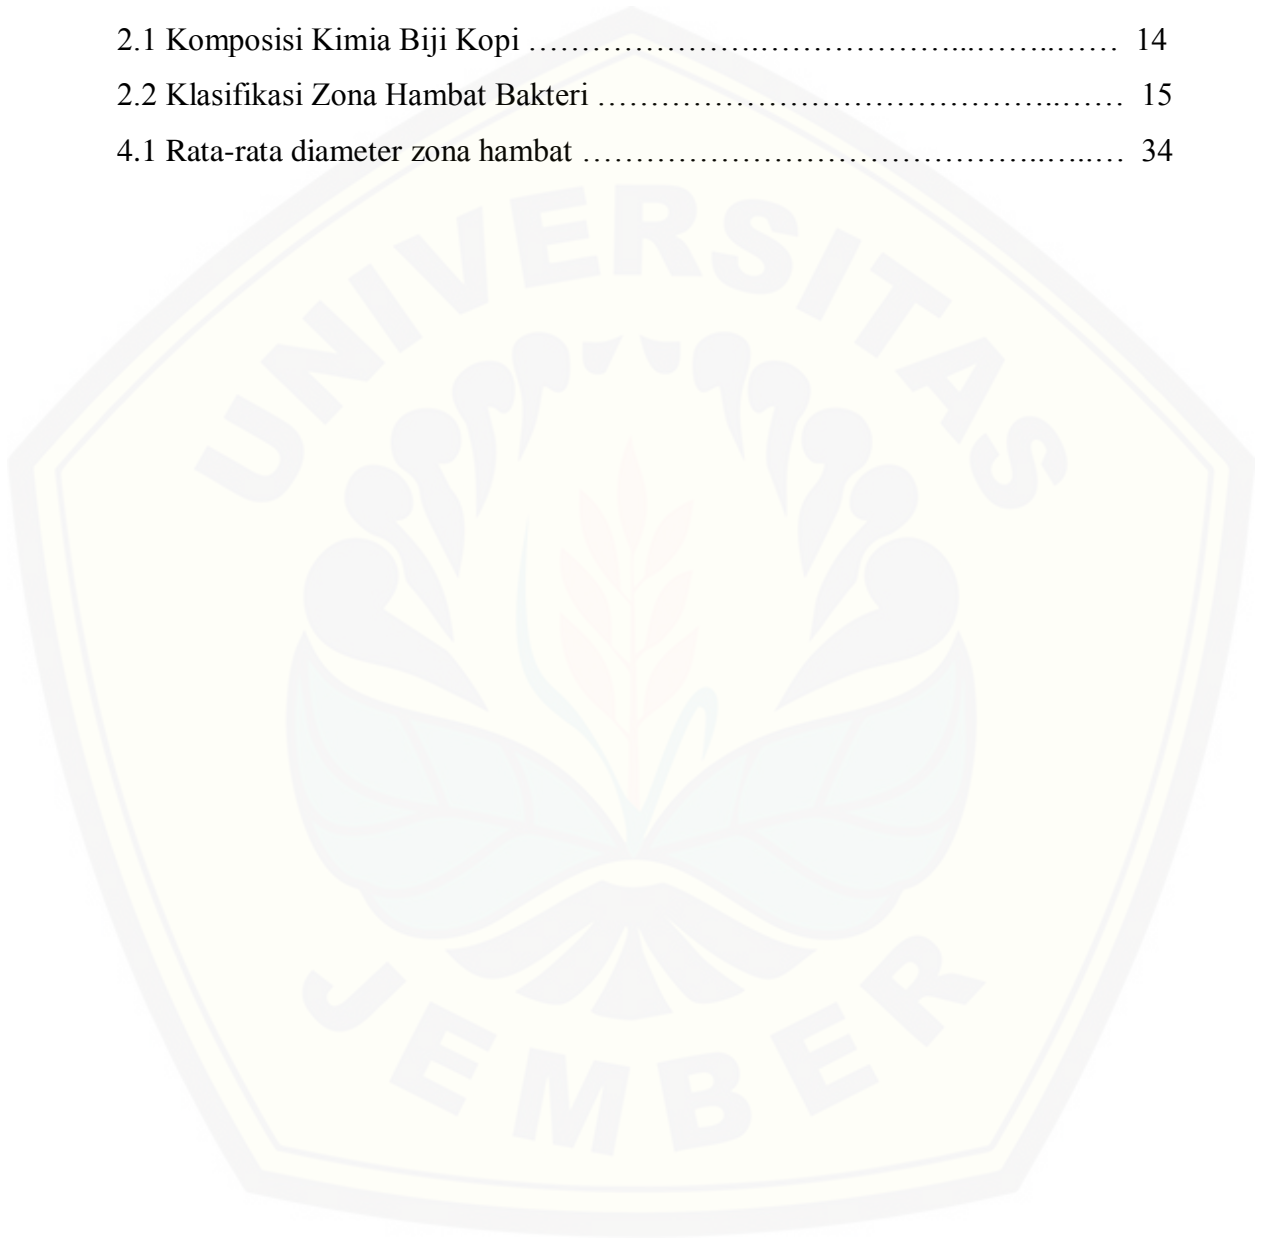 2.1 Komposisi Kimia Biji Kopi ………………….………………...……..…… 14
2.2 Klasifikasi Zona Hambat Bakteri …………………………………..…… 15
4.1 Rata-rata diameter zona hambat …………………………………..…..… 34
UNIVERSITAS
JEMBER